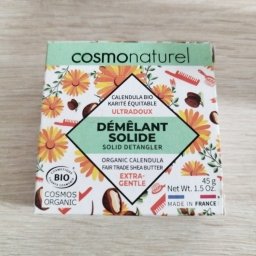 cosmonaturel
CALENDULA BIO
KARITÉ ÉQUITABLE
ULTRADOUX
DÉMÊLANT
SOLIDE
SOLID DETANGLER
ORGANIC CALENDULA
FAIR TRADE SHEA BUTTER
EXTRA-
GENTLE
BIO
COSMOS
ORGANIC
45 g
Net Wt. 1.5 Oz.
MADE IN FRANCE